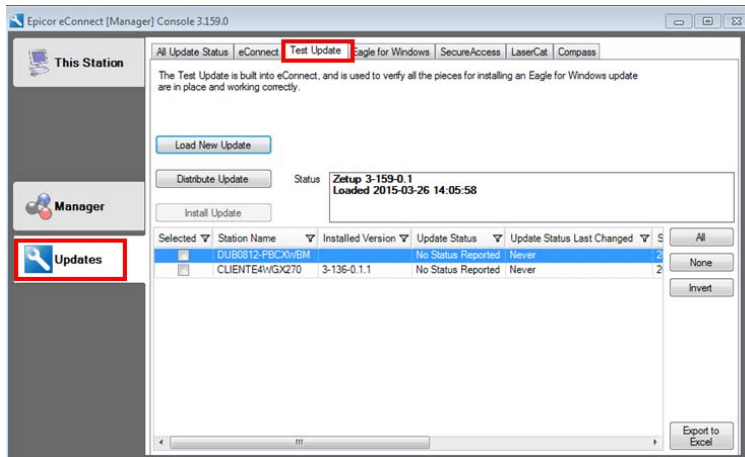 Epicor eConnect [Manager] Console 3.159.0
This Station
Manager
Updates
All Update Status eConnect Test Update Eagle for Windows SecureAccess LaserCat Compass
The Test Update is built into eConnect, and is used to verify all the pieces for installing an Eagle for Windows update
are in place and working correctly.
Load New Update
Distribute Update
Status
Zetup 3-159-0.1
Loaded 2015-03-26 14:05:58
Install Update
Selected Station Name Installed Version Update Status Update Status Last Changed S
DUB0812-PBCXWBM No Status Reported Never 2
CLIENTE4WGX270 3-136-0.1.1 No Status Reported Never 2
All
None
Invert
Export to
Excel